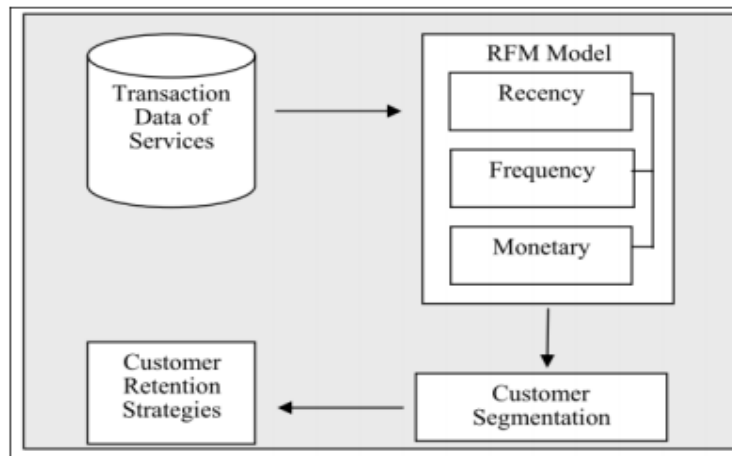 Transaction
Data of
Services
RFM Model
Recency
Frequency
Monetary
Customer
Segmentation
Customer
Retention
Strategies